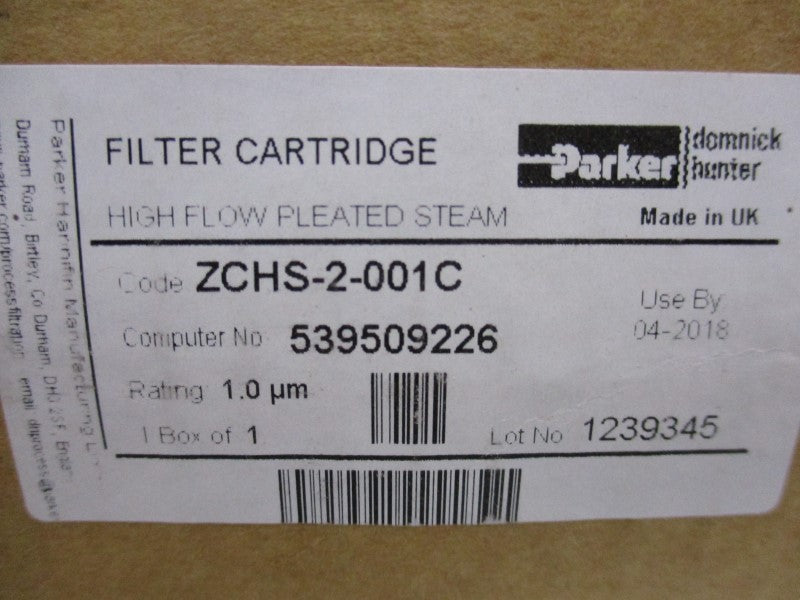 FILTER CARTRIDGE
Parker domnick hunter
HIGH FLOW PLEATED STEAM
Made in UK
Code ZCHS-2-001C
Use By
04-2018
Computer No 539509226
Rating 1.0 µm
1 Box of 1
Lot No 1239345
Parker Hannifin Manufacturing
Durham Road, Birtley, Co Durham,
email